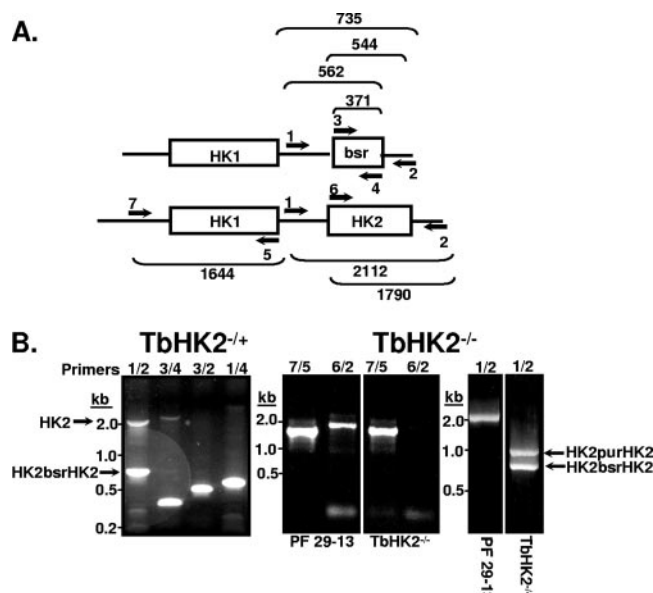 A.
735
544
562
371
1
3
HK1
bsr
4
2
7
1
6
HK1
HK2
5
2
1644
2112
1790
B.
TbHK2-/+
TbHK2-/-
Primers 1/2 3/4 3/2 1/4
7/5 6/2 7/5 6/2
1/2 1/2
kb
kb
kb
HK2
2.0
1.0
0.5
0.2
HK2bsrHK2
2.0
1.0
0.5
2.0
1.0
0.5
HK2purHK2
HK2bsrHK2
PF 29-13
TbHK2-/-
PF 29-13
TbHK2-/-